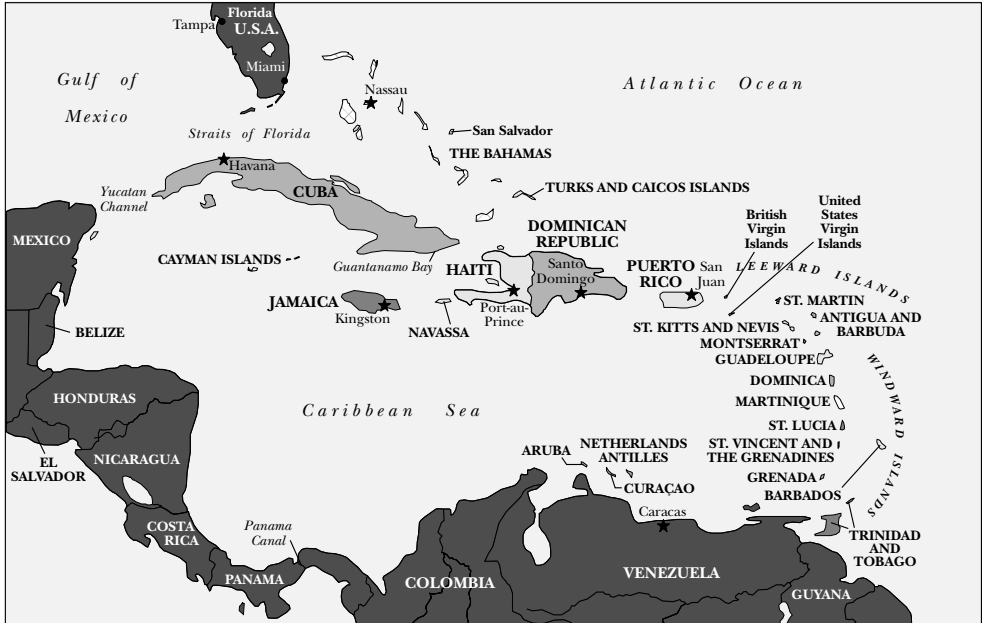 Florida
U.S.A.
Tampa
Miami
Gulf of
Mexico
Atlantic Ocean
Nassau
Straits of Florida
San Salvador
THE BAHAMAS
Havana
Yucatan
Channel
CUBA
TURKS AND CAICOS ISLANDS
United
States
Virgin
Islands
British
Virgin
Islands
MEXICO
DOMINICAN
REPUBLIC
CAYMAN ISLANDS
Guantanamo Bay
HAITI
Santo
Domingo
PUERTO
RICO
San
Juan
LEEWARD ISLANDS
JAMAICA
Kingston
NAVASSA
Port-au-
Prince
ST. MARTIN
ANTIGUA AND
BARBUDA
ST. KITTS AND NEVIS
MONTSERRAT
GUADELOUPE
BELIZE
DOMINICA
MARTINIQUE
WINDWARD ISLANDS
HONDURAS
Caribbean Sea
ST. LUCIA
ST. VINCENT AND
THE GRENADINES
GRENADA
BARBADOS
EL
SALVADOR
NICARAGUA
ARUBA
NETHERLANDS
ANTILLES
CURAÇAO
Caracas
COSTA
RICA
Panama
Canal
TRINIDAD
AND
TOBAGO
PANAMA
COLOMBIA
VENEZUELA
GUYANA